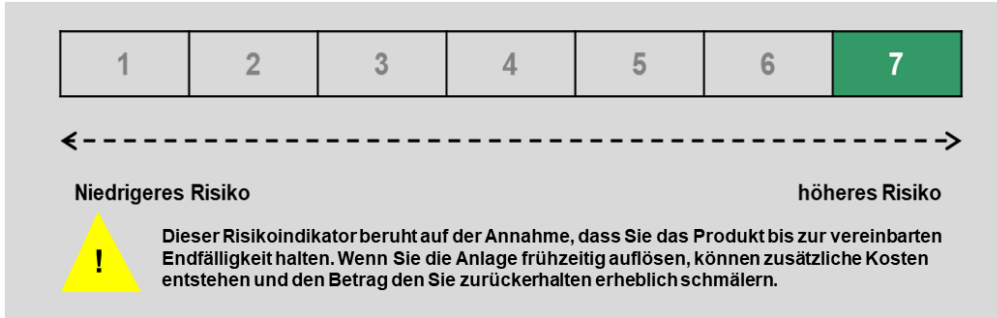 1 2 3 4 5 6 7
Niedrigeres Risiko höheres Risiko
!
Dieser Risikoindikator beruht auf der Annahme, dass Sie das Produkt bis zur vereinbarten
Endfälligkeit halten. Wenn Sie die Anlage frühzeitig auflösen, können zusätzliche Kosten
entstehen und den Betrag den Sie zurückerhalten erheblich schmälern.